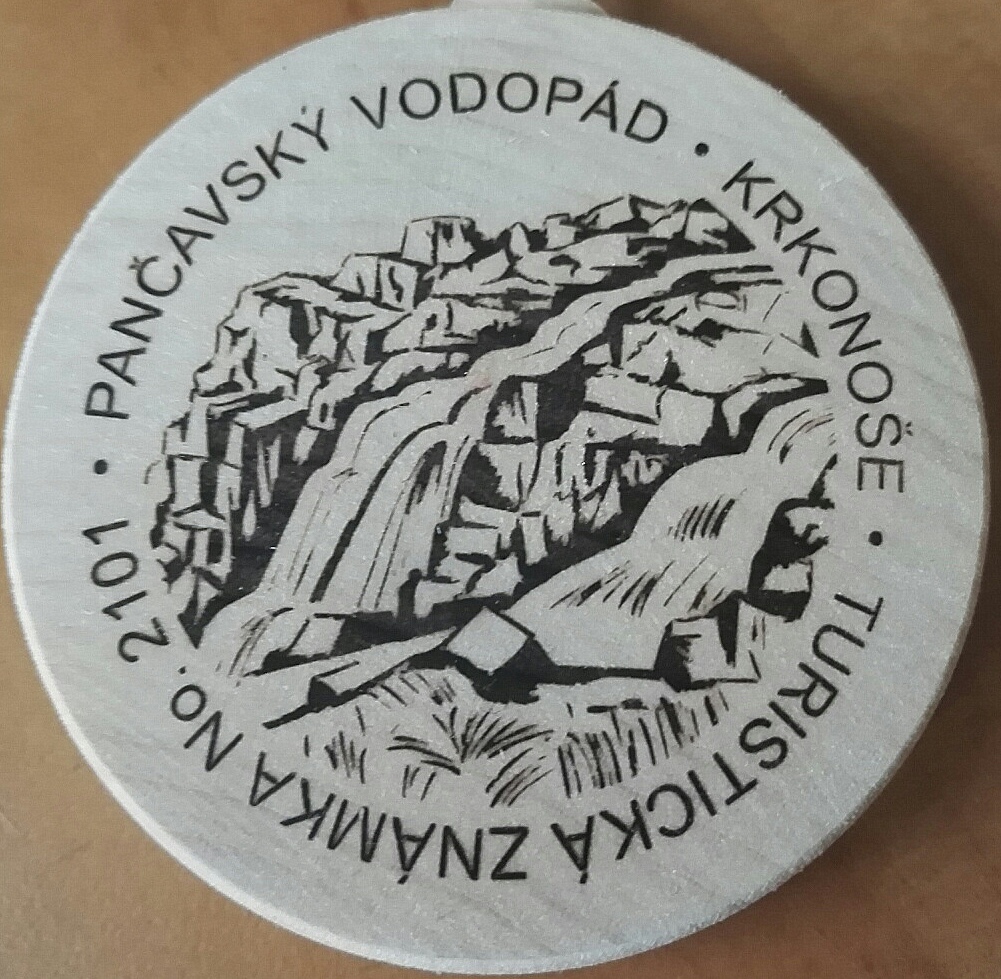 PANČAVSKÝ VODOPÁD • KRKONOŠE • TURISTICKÁ ZNÁMKA No. 2101 •